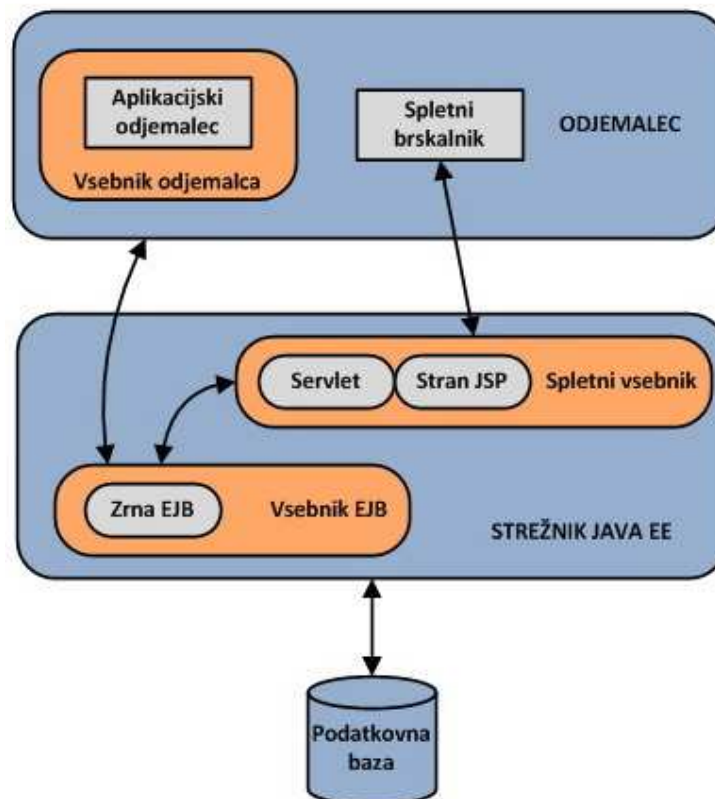 Aplikacijski
odjemalec
Vsebnik odjemalca
Spletni
brskalnik
ODJEMALEC
Servlet
Stran JSP
Spletni vsebnik
Zrna EJB
Vsebnik EJB
STREŽNIK JAVA EE
Podatkovna
baza